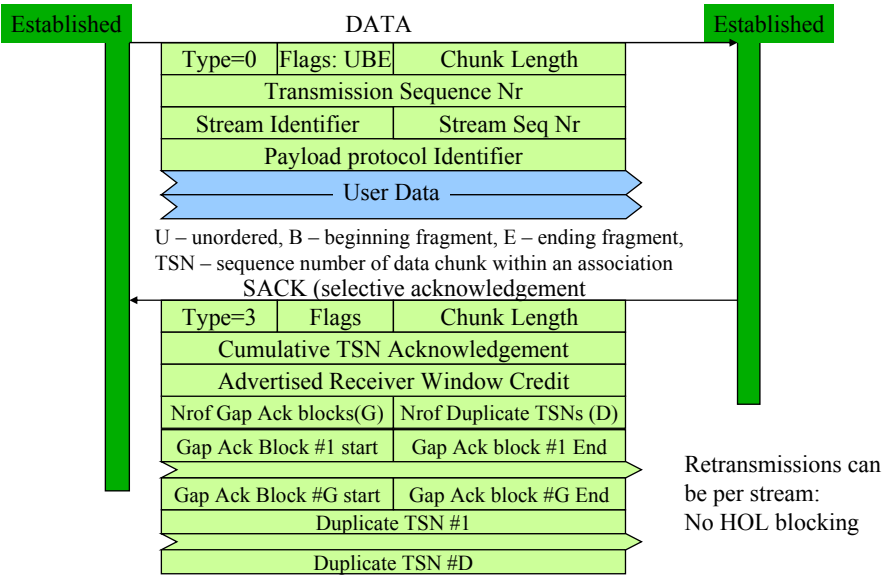 Established DATA Established
Type=0 Flags: UBE Chunk Length
Transmission Sequence Nr
Stream Identifier Stream Seq Nr
Payload protocol Identifier
User Data
U – unordered, B – beginning fragment, E – ending fragment,
TSN – sequence number of data chunk within an association
SACK (selective acknowledgement
Type=3 Flags Chunk Length
Cumulative TSN Acknowledgement
Advertised Receiver Window Credit
Nrof Gap Ack blocks(G) Nrof Duplicate TSNs (D)
Gap Ack Block #1 start Gap Ack block #1 End
Gap Ack Block #G start Gap Ack block #G End
Duplicate TSN #1
Duplicate TSN #D
Retransmissions can
be per stream:
No HOL blocking